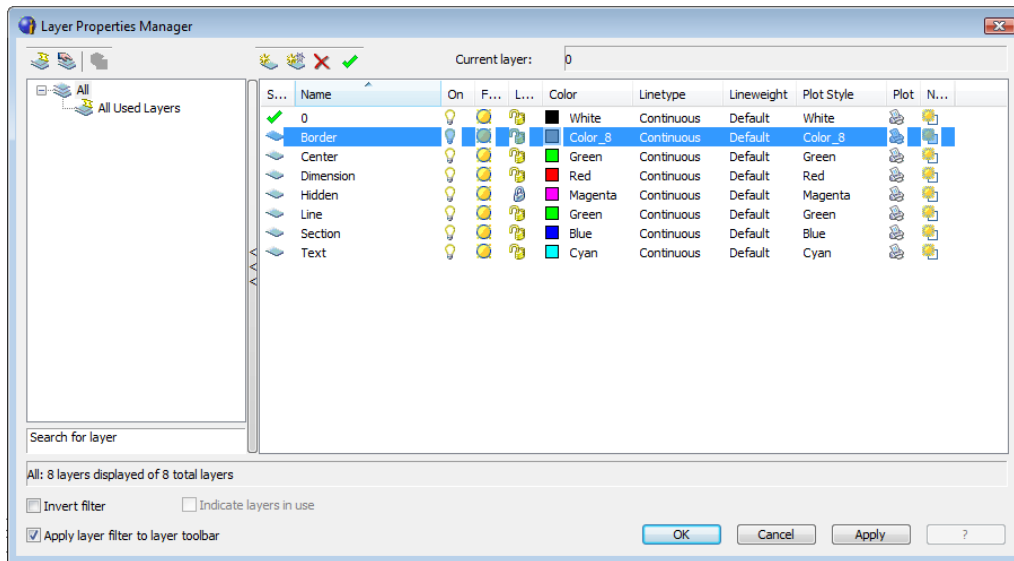 Layer Properties Manager
Current layer: 0
All
All Used Layers
S... Name On F... L... Color Linetype Lineweight Plot Style Plot N...
0 White Continuous Default White
Border Color_8 Continuous Default Color_8
Center Green Continuous Default Green
Dimension Red Continuous Default Red
Hidden Magenta Continuous Default Magenta
Line Green Continuous Default Green
Section Blue Continuous Default Blue
Text Cyan Continuous Default Cyan
<
<
<
Search for layer
All: 8 layers displayed of 8 total layers
Invert filter Indicate layers in use
Apply layer filter to layer toolbar
OK Cancel Apply ?